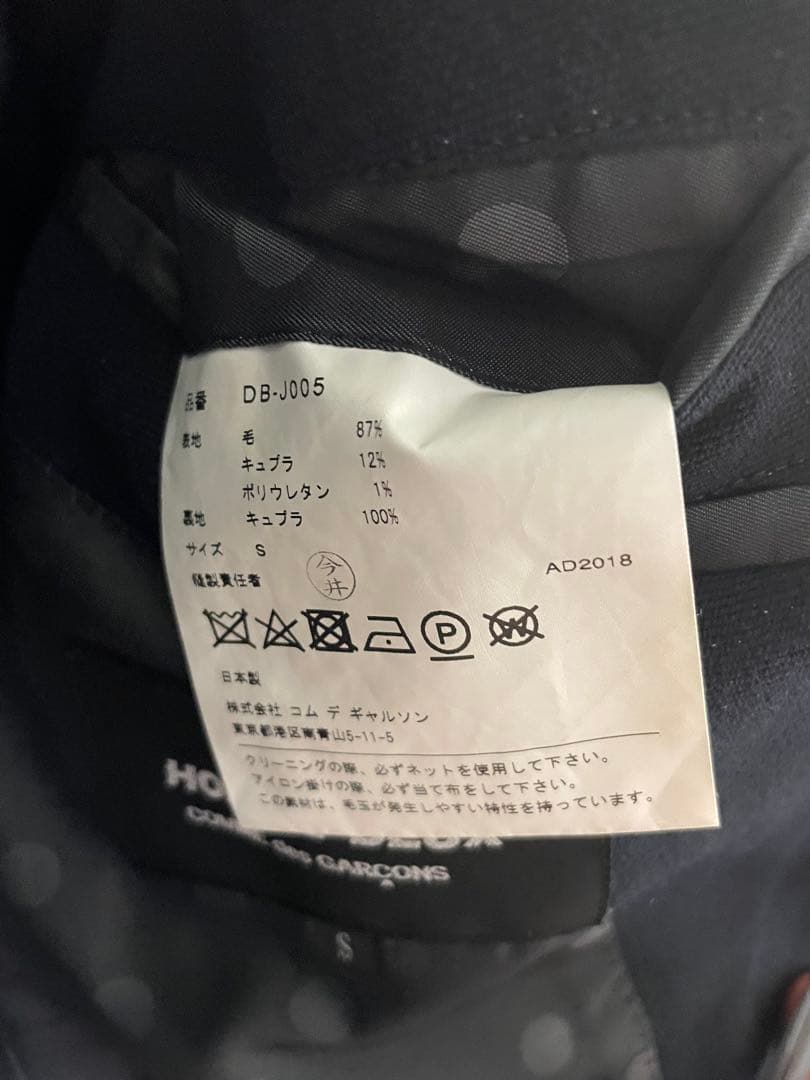 品番 DB-J005
表地 毛 87%
キュプラ 12%
ポリウレタン 1%
裏地 キュプラ 100%
サイズ S
縫製責任者 今井
AD2018
P W
日本製
株式会社 コム デ ギャルソン
東京都港区南青山5-11-5
クリーニングの際、必ずネットを使用して下さい。
アイロン掛けの際、必ず当て布をして下さい。
この素材は、毛玉が発生しやすい特性を持っています。
des GARCONS
S